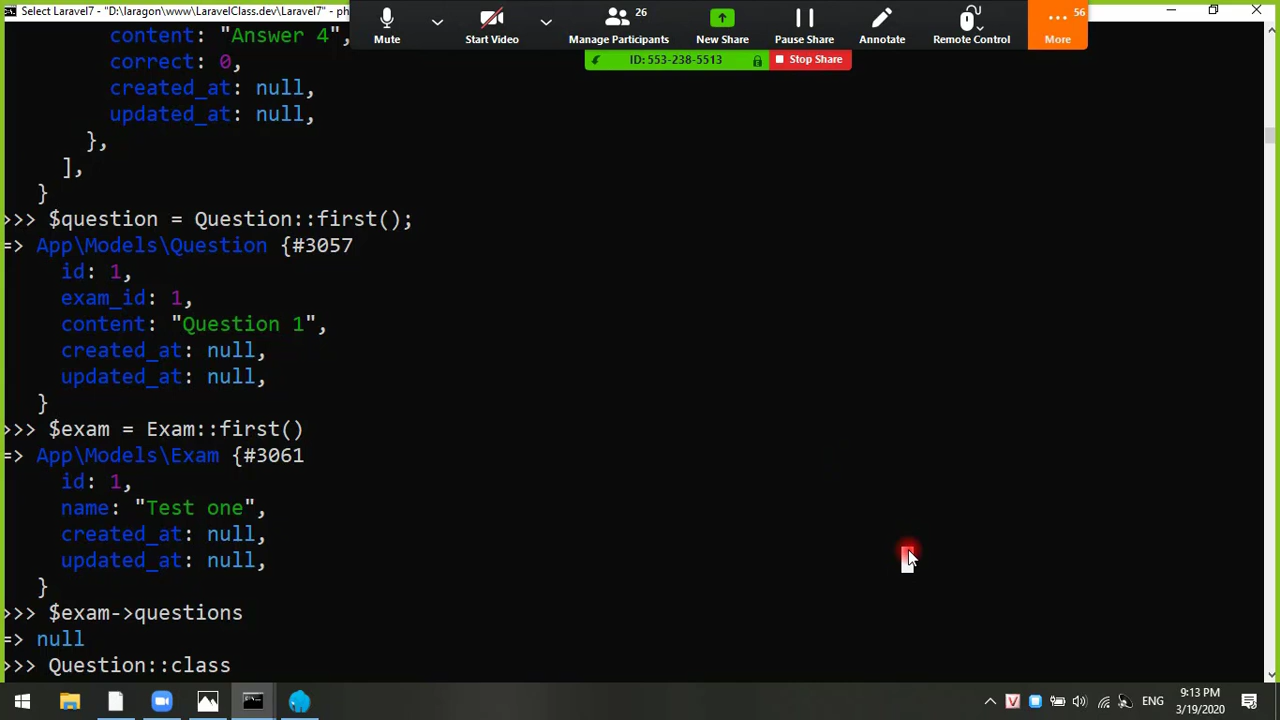 Select Laravel7 - "D:\laragon\www\LaravelClass.dev\Laravel7" - ph
Mute
Start Video
26
Manage Participants
New Share
Pause Share
Annotate
Remote Control
56
More
ID: 553-238-5513
Stop Share
content: "Answer 4",
correct: 0,
created_at: null,
updated_at: null,
},
],
}
>>> $question = Question::first();
=> App\Models\Question {#3057
id: 1,
exam_id: 1,
content: "Question 1",
created_at: null,
updated_at: null,
}
>>> $exam = Exam::first()
=> App\Models\Exam {#3061
id: 1,
name: "Test one",
created_at: null,
updated_at: null,
}
>>> $exam->questions
=> null
>>> Question::class
V
ENG
9:13 PM
3/19/2020